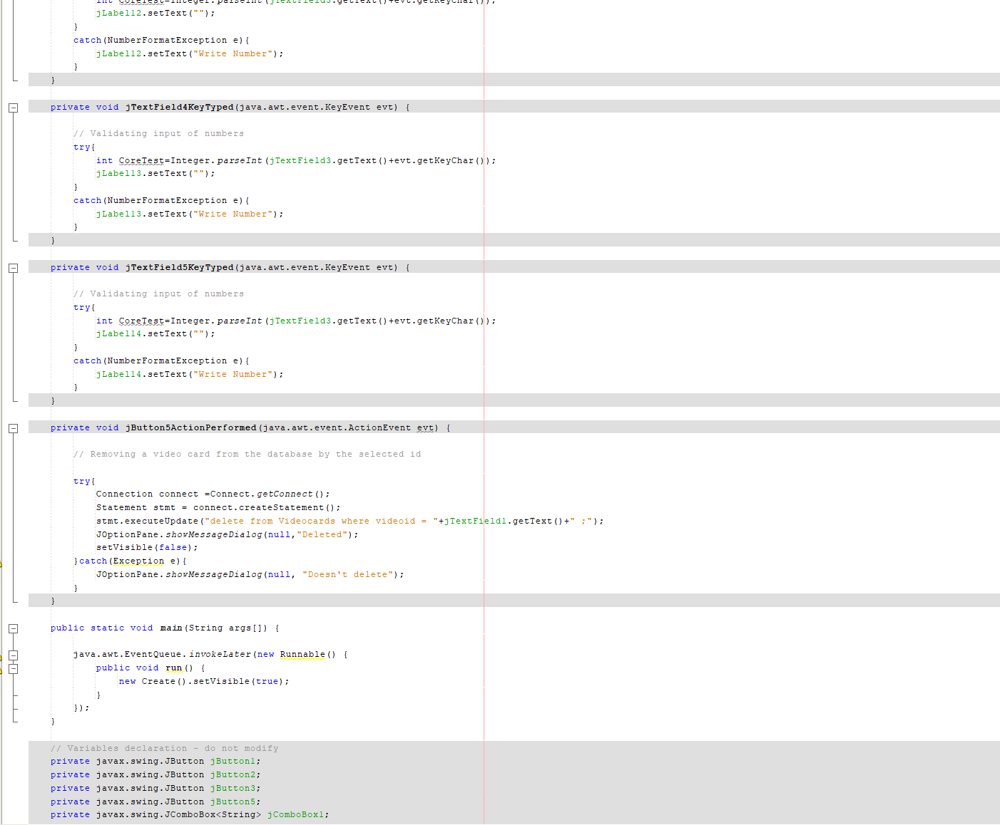 int CoreTest=Integer.parseInt(jTextField3.getText()+evt.getKeyChar());
jLabel12.setText("");
}
catch(NumberFormatException e){
jLabel12.setText("Write Number");
}
}
private void jTextField4KeyTyped(java.awt.event.KeyEvent evt) {
// Validating input of numbers
try{
int CoreTest=Integer.parseInt(jTextField3.getText()+evt.getKeyChar());
jLabel13.setText("");
}
catch(NumberFormatException e){
jLabel13.setText("Write Number");
}
}
private void jTextField5KeyTyped(java.awt.event.KeyEvent evt) {
// Validating input of numbers
try{
int CoreTest=Integer.parseInt(jTextField3.getText()+evt.getKeyChar());
jLabel14.setText("");
}
catch(NumberFormatException e){
jLabel14.setText("Write Number");
}
}
private void jButton5ActionPerformed(java.awt.event.ActionEvent evt) {
// Removing a video card from the database by the selected id
try{
Connection connect =Connect.getConnect();
Statement stmt = connect.createStatement();
stmt.executeUpdate("delete from Videocards where videoid = "+jTextField1.getText()+" ;");
JOptionPane.showMessageDialog(null,"Deleted");
setVisible(false);
}catch(Exception e){
JOptionPane.showMessageDialog(null, "Doesn't delete");
}
}
public static void main(String args[]) {
java.awt.EventQueue.invokeLater(new Runnable() {
public void run() {
new Create().setVisible(true);
}
});
}
// Variables declaration - do not modify
private javax.swing.JButton jButton1;
private javax.swing.JButton jButton2;
private javax.swing.JButton jButton3;
private javax.swing.JButton jButton5;
private javax.swing.JComboBox<String> jComboBox1;